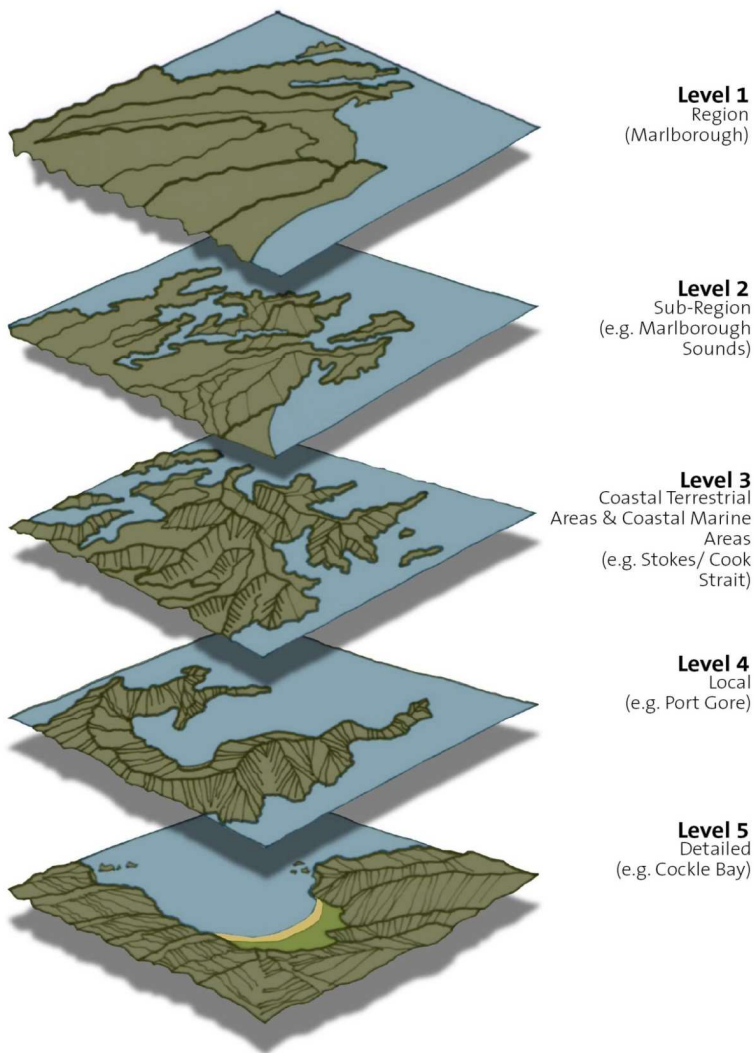 Level 1
Region
(Marlborough)
Level 2
Sub-Region
(e.g. Marlborough
Sounds)
Level 3
Coastal Terrestrial
Areas & Coastal Marine
Areas
(e.g. Stokes/ Cook
Strait)
Level 4
Local
(e.g. Port Gore)
Level 5
Detailed
(e.g. Cockle Bay)